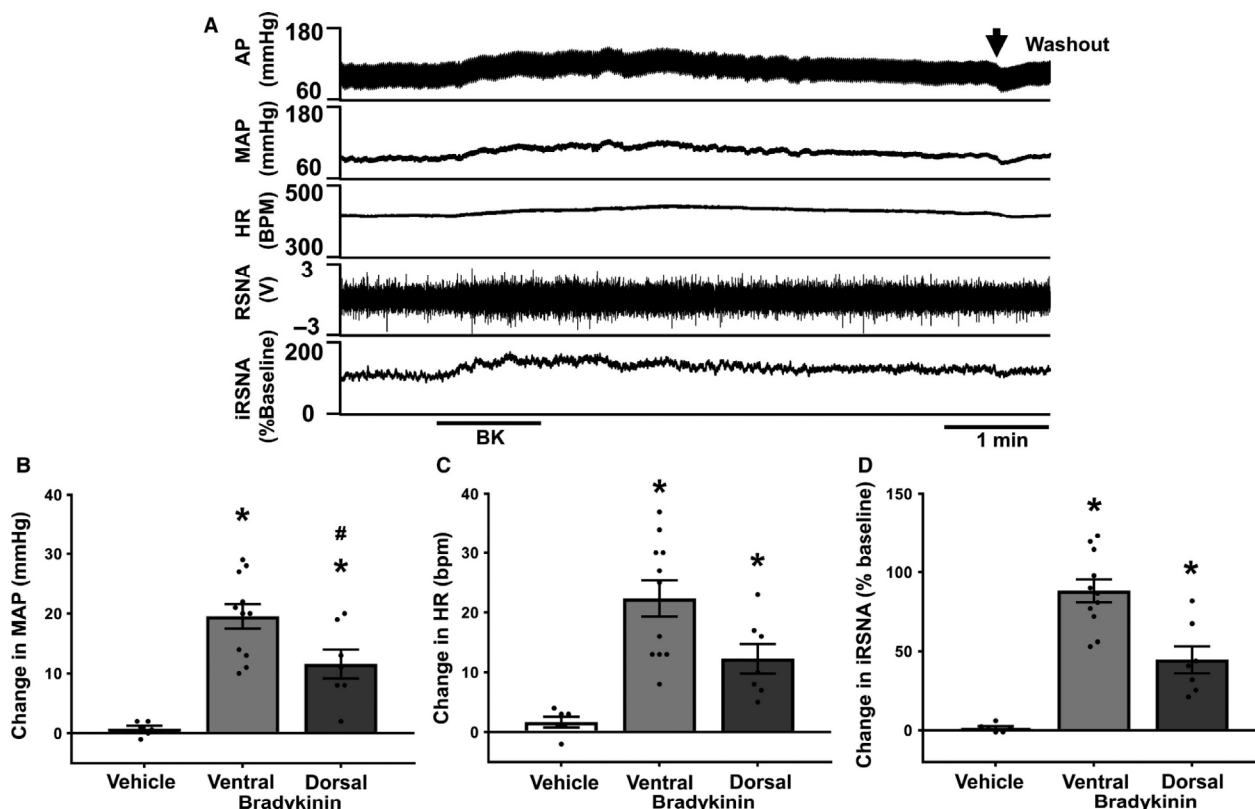 A
AP
(mmHg)
180
60
Washout
MAP
(mmHg)
180
60
HR
(BPM)
500
300
RSNA
(V)
3
−3
iRSNA
(%Baseline)
200
0
BK
1 min
B
Change in MAP (mmHg)
40
30
20
10
0
*
#
*
Vehicle Ventral Dorsal
Bradykinin
C
Change in HR (bpm)
40
30
20
10
0
*
*
Vehicle Ventral Dorsal
Bradykinin
D
Change in iRSNA (% baseline)
150
100
50
0
*
*
Vehicle Ventral Dorsal
Bradykinin